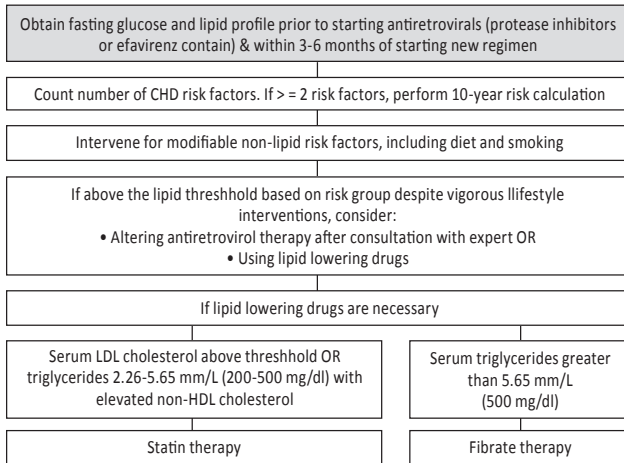 Obtain fasting glucose and lipid profile prior to starting antiretrovirals (protease inhibitors
or efavirenz contain) & within 3-6 months of starting new regimen
Count number of CHD risk factors. If > = 2 risk factors, perform 10-year risk calculation
Intervene for modifiable non-lipid risk factors, including diet and smoking
If above the lipid threshhold based on risk group despite vigorous llifestyle
interventions, consider:
• Altering antiretrovirol therapy after consultation with expert OR
• Using lipid lowering drugs
If lipid lowering drugs are necessary
Serum LDL cholesterol above threshhold OR
triglycerides 2.26-5.65 mm/L (200-500 mg/dl) with
elevated non-HDL cholesterol
Serum triglycerides greater
than 5.65 mm/L
(500 mg/dl)
Statin therapy
Fibrate therapy